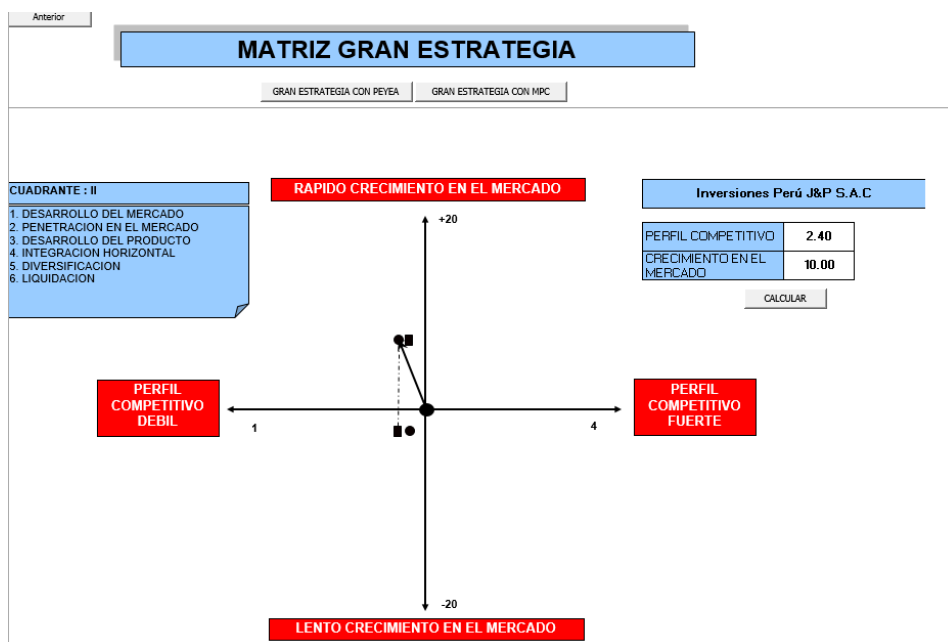 Anterior
MATRIZ GRAN ESTRATEGIA
GRAN ESTRATEGIA CON PEYEA
GRAN ESTRATEGIA CON MPC
CUADRANTE : II
1. DESARROLLO DEL MERCADO
2. PENETRACION EN EL MERCADO
3. DESARROLLO DEL PRODUCTO
4. INTEGRACION HORIZONTAL
5. DIVERSIFICACION
6. LIQUIDACION
RAPIDO CRECIMIENTO EN EL MERCADO
+20
Inversiones Perú J&P S.A.C
PERFIL COMPETITIVO 2.40
CRECIMIENTO EN EL
MERCADO 10.00
CALCULAR
PERFIL
COMPETITIVO
DEBIL
1
4
PERFIL
COMPETITIVO
FUERTE
-20
LENTO CRECIMIENTO EN EL MERCADO